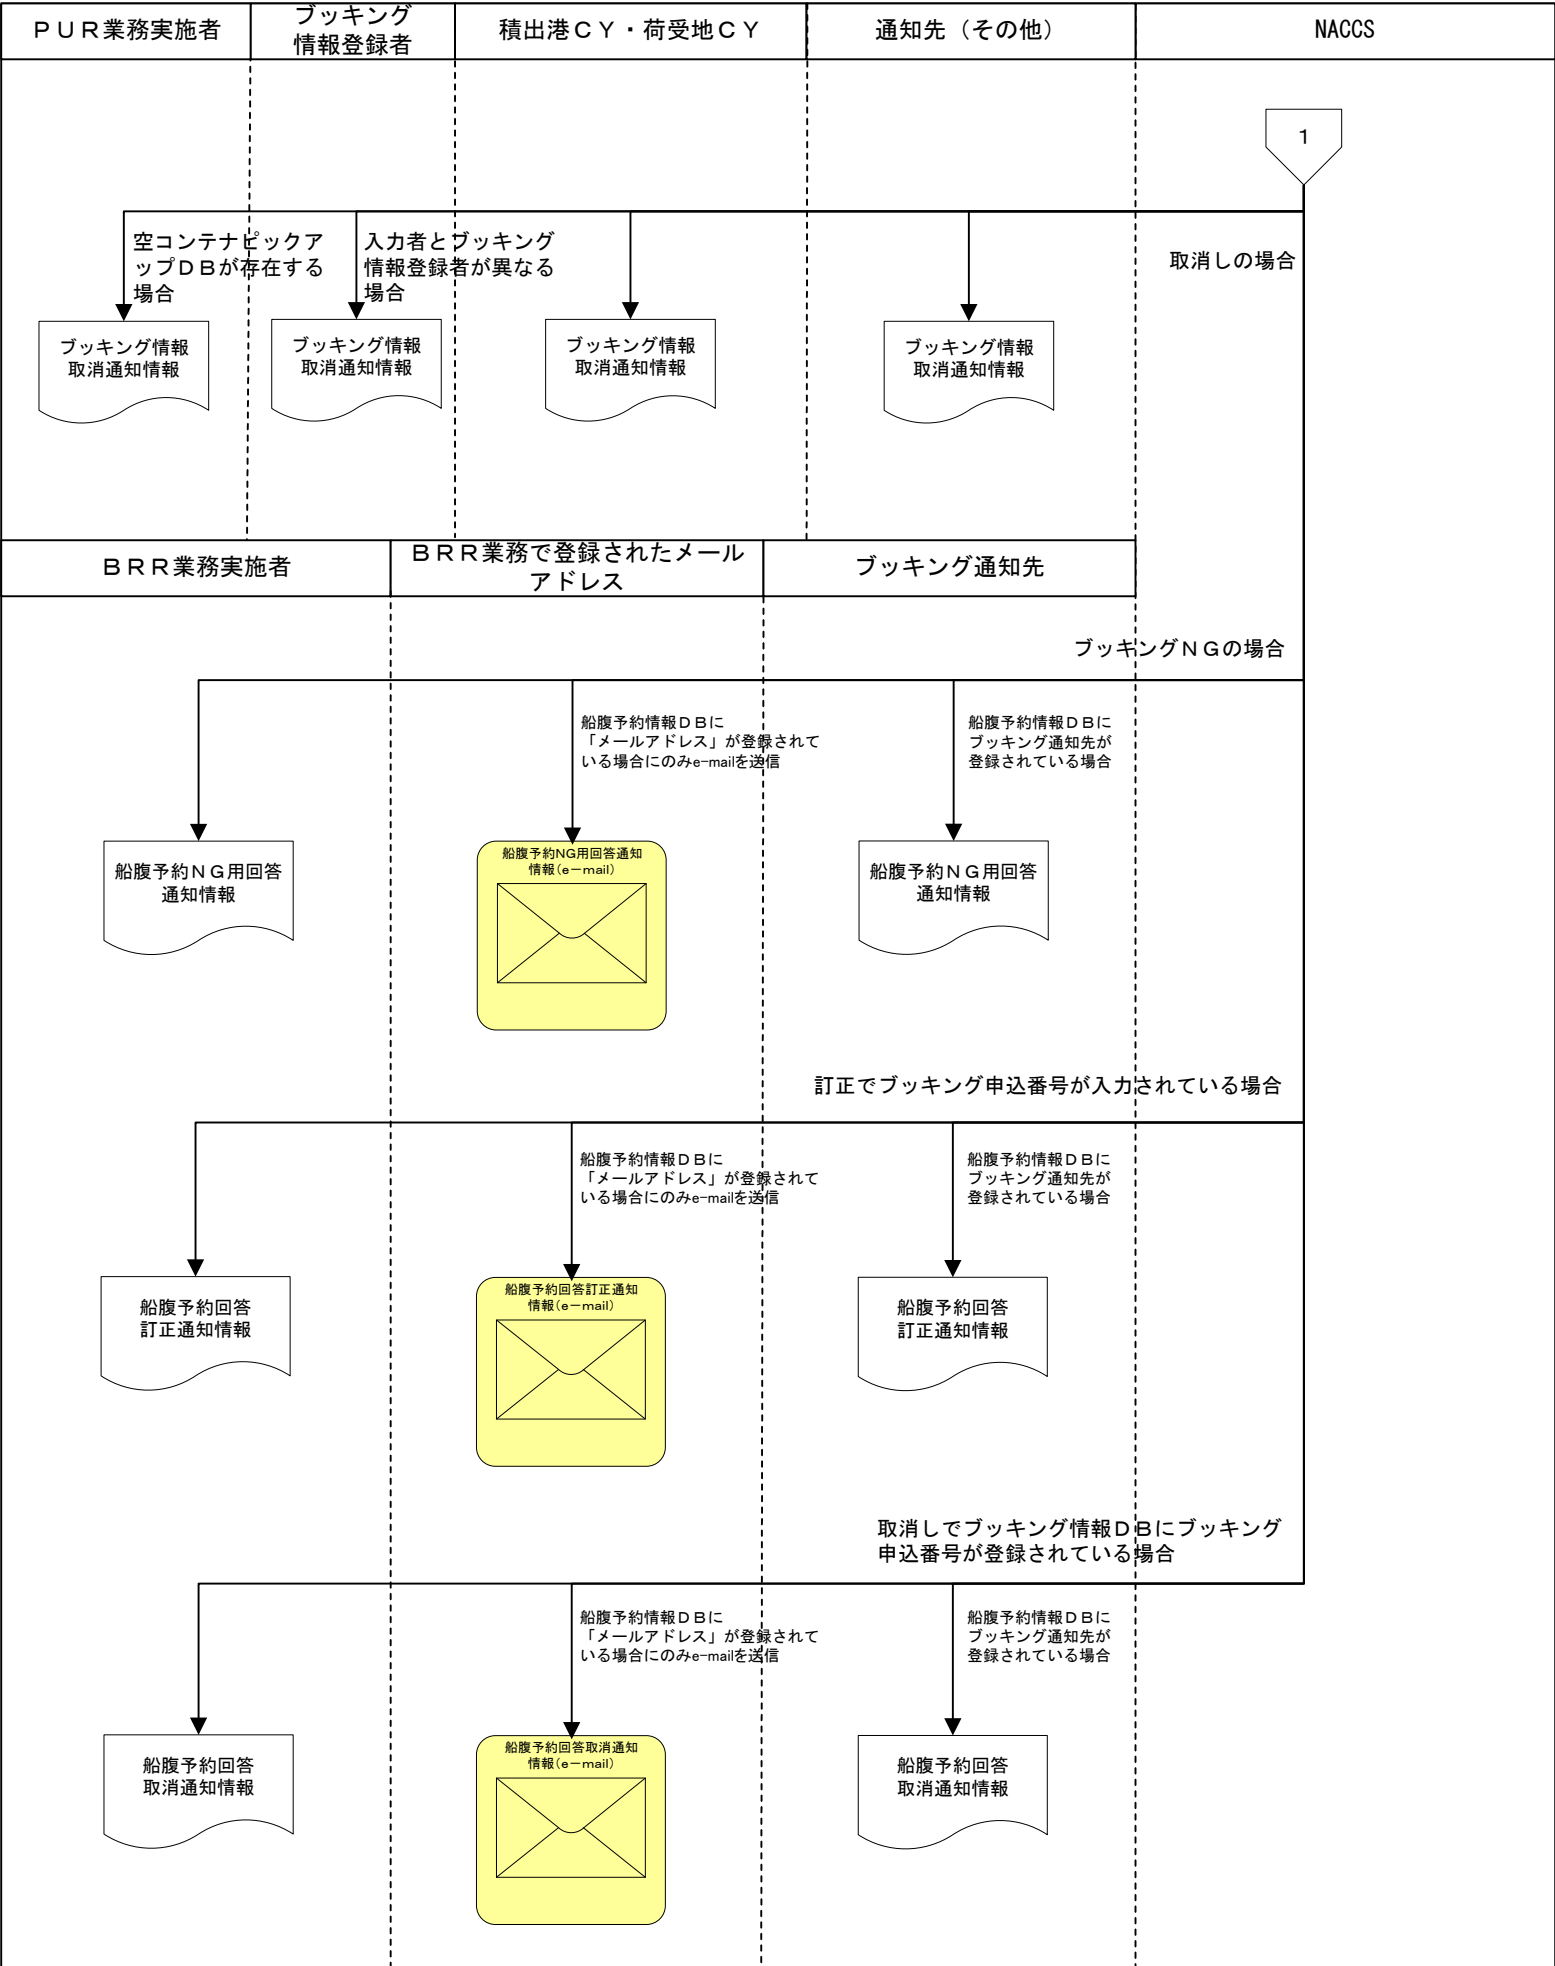 ＰＵＲ業務実施者
ブッキング
情報登録者
積出港ＣＹ・荷受地ＣＹ
通知先（その他）
NACCS
1
空コンテナピックア
ップＤＢが存在する
場合
入力者とブッキング
情報登録者が異なる
場合
取消しの場合
ブッキング情報
取消通知情報
ブッキング情報
取消通知情報
ブッキング情報
取消通知情報
ブッキング情報
取消通知情報
ＢＲＲ業務実施者
ＢＲＲ業務で登録されたメール
アドレス
ブッキング通知先
ブッキングＮＧの場合
船腹予約情報ＤＢに
「メールアドレス」が登録されて
いる場合にのみe-mailを送信
船腹予約情報ＤＢに
ブッキング通知先が
登録されている場合
船腹予約ＮＧ用回答
通知情報
船腹予約NG用回答通知
情報（e－mail）
船腹予約ＮＧ用回答
通知情報
訂正でブッキング申込番号が入力されている場合
船腹予約情報ＤＢに
「メールアドレス」が登録されて
いる場合にのみe-mailを送信
船腹予約情報ＤＢに
ブッキング通知先が
登録されている場合
船腹予約回答
訂正通知情報
船腹予約回答訂正通知
情報（e－mail）
船腹予約回答
訂正通知情報
取消しでブッキング情報ＤＢにブッキング
申込番号が登録されている場合
船腹予約情報ＤＢに
「メールアドレス」が登録されて
いる場合にのみe-mailを送信
船腹予約情報ＤＢに
ブッキング通知先が
登録されている場合
船腹予約回答
取消通知情報
船腹予約回答取消通知
情報（e－mail）
船腹予約回答
取消通知情報